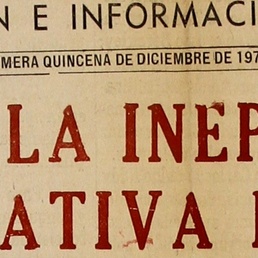 N E INFORMACI
MERA QUINCENA DE DICIEMBRE DE 197
LA INEP
ATIVA